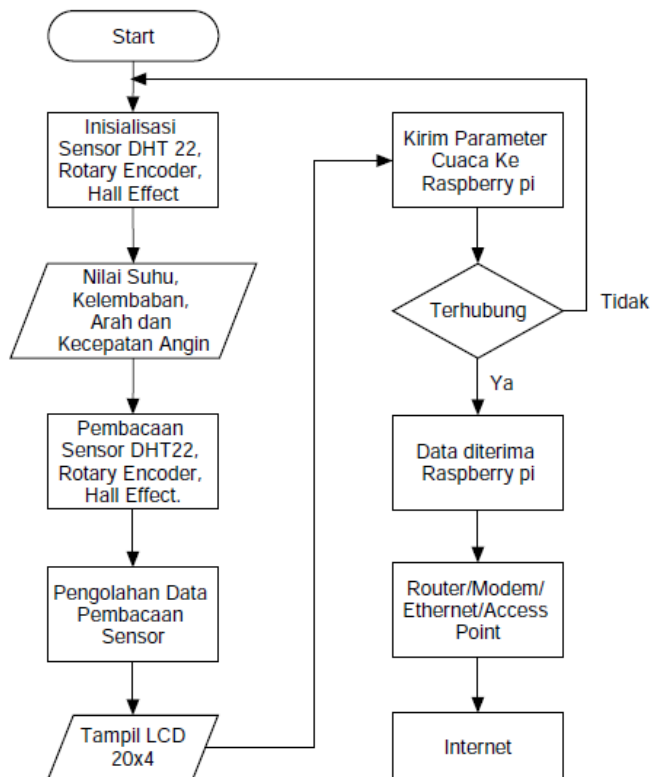 Start
Inisialisasi
Sensor DHT 22,
Rotary Encoder,
Hall Effect
Nilai Suhu,
Kelembaban,
Arah dan
Kecepatan Angin
Pembacaan
Sensor DHT22,
Rotary Encoder,
Hall Effect.
Pengolahan Data
Pembacaan
Sensor
Tampil LCD
20x4
Kirim Parameter
Cuaca Ke
Raspberry pi
Terhubung
Tidak
Ya
Data diterima
Raspberry pi
Router/Modem/
Ethernet/Access
Point
Internet